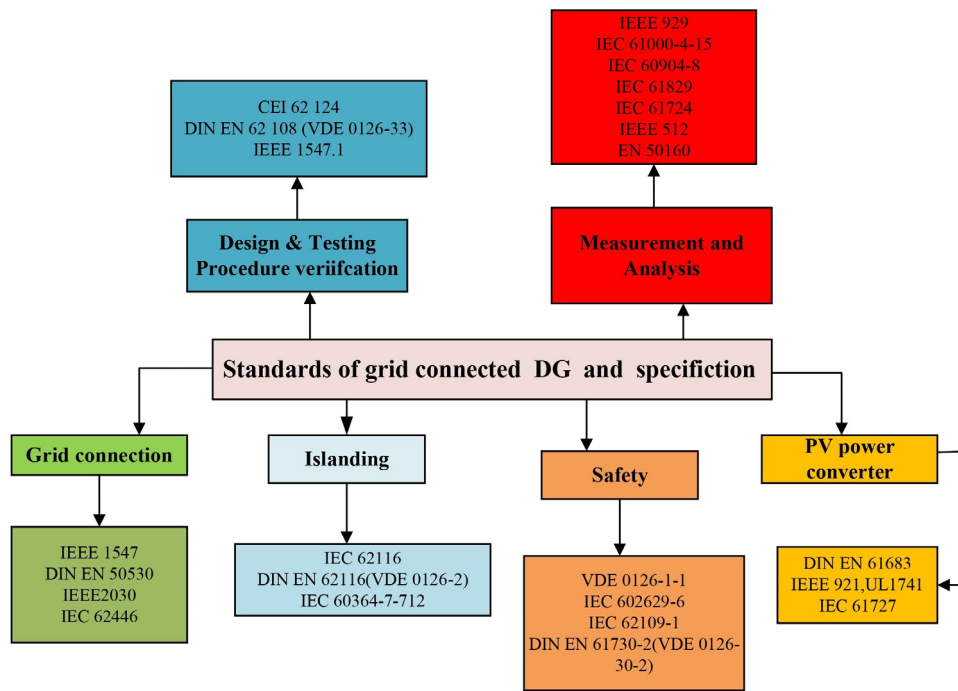 IEEE 929
IEC 61000-4-15
IEC 60904-8
IEC 61829
IEC 61724
IEEE 512
EN 50160
CEI 62 124
DIN EN 62 108 (VDE 0126-33)
IEEE 1547.1
Design & Testing
Procedure veriifcation
Measurement and
Analysis
Standards of grid connected DG and specifiction
Grid connection
Islanding
Safety
PV power
converter
IEEE 1547
DIN EN 50530
IEEE2030
IEC 62446
IEC 62116
DIN EN 62116(VDE 0126-2)
IEC 60364-7-712
VDE 0126-1-1
IEC 602629-6
IEC 62109-1
DIN EN 61730-2(VDE 0126-
30-2)
DIN EN 61683
IEEE 921,UL1741
IEC 61727